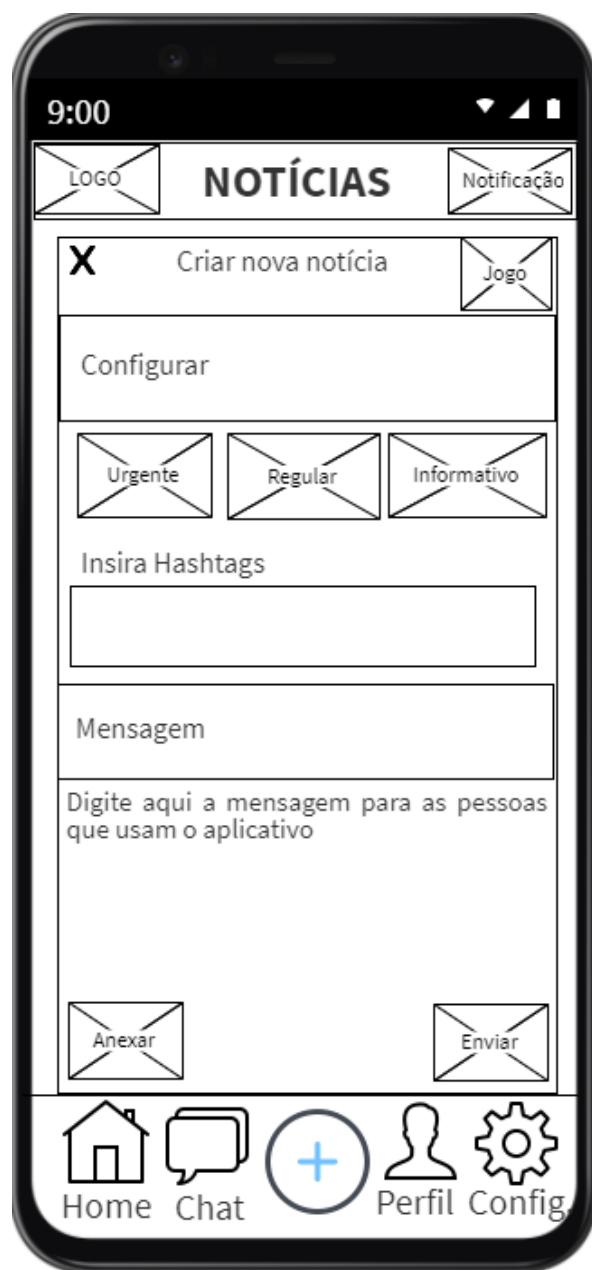 9:00
LOGO
NOTÍCIAS
Notificação
X
Criar nova notícia
Jogo
Configurar
Urgente
Regular
Informativo
Insira Hashtags
Mensagem
Digite aqui a mensagem para as pessoas
que usam o aplicativo
Anexar
Enviar
Home
Chat
Perfil
Config.